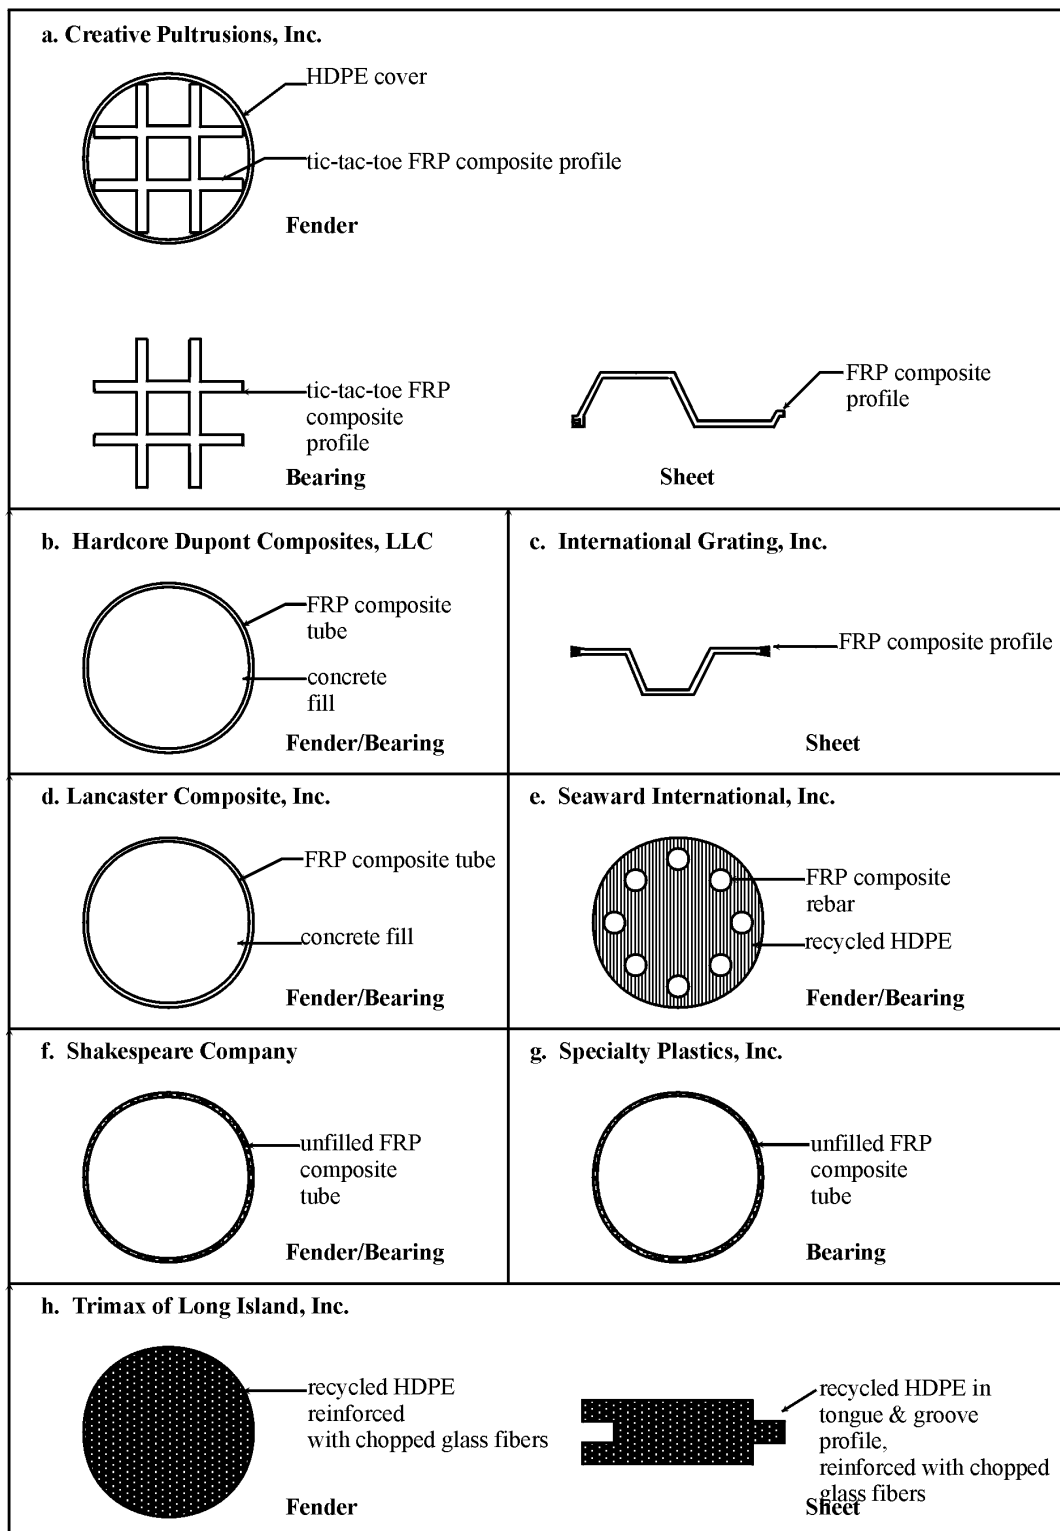 a. Creative Pultrusions, Inc.
HDPE cover
tic-tac-toe FRP composite profile
Fender
tic-tac-toe FRP
composite
profile
Bearing
FRP composite
profile
Sheet
b. Hardcore Dupont Composites, LLC
FRP composite
tube
concrete
fill
Fender/Bearing
c. International Grating, Inc.
FRP composite profile
Sheet
d. Lancaster Composite, Inc.
FRP composite tube
concrete fill
Fender/Bearing
e. Seaward International, Inc.
FRP composite
rebar
recycled HDPE
Fender/Bearing
f. Shakespeare Company
unfilled FRP
composite
tube
Fender/Bearing
g. Specialty Plastics, Inc.
unfilled FRP
composite
tube
Bearing
h. Trimax of Long Island, Inc.
recycled HDPE
reinforced
with chopped glass fibers
Fender
recycled HDPE in
tongue & groove
profile,
reinforced with chopped
glass fibers
Sheet